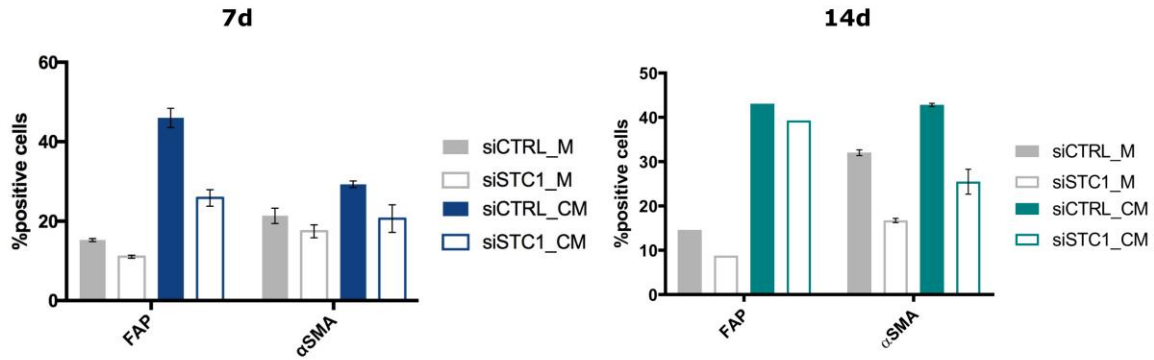 7d
60
40
20
0
%positive cells
FAP
αSMA
siCTRL_M
siSTC1_M
siCTRL_CM
siSTC1_CM
14d
50
40
30
20
10
0
%positive cells
FAP
αSMA
siCTRL_M
siSTC1_M
siCTRL_CM
siSTC1_CM